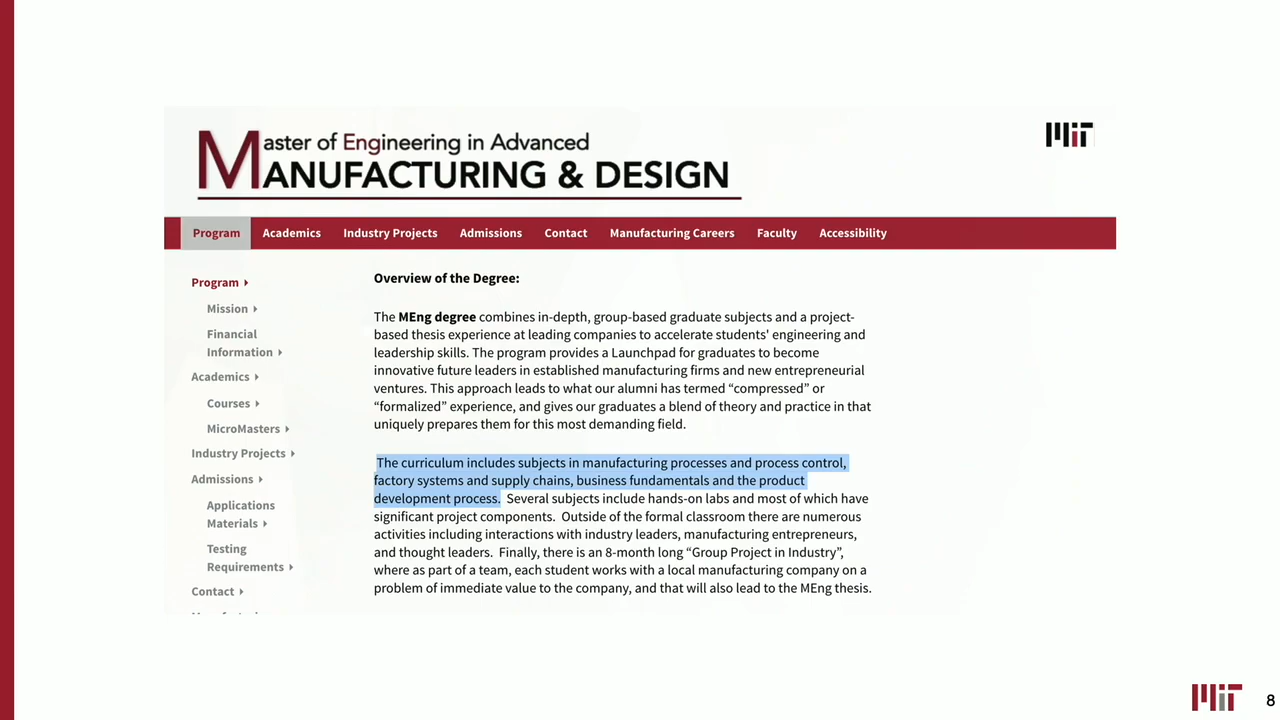 Master of Engineering in Advanced
MANUFACTURING & DESIGN
MIT
Program
Academics
Industry Projects
Admissions
Contact
Manufacturing Careers
Faculty
Accessibility
Program
Mission
Financial
Information
Academics
Courses
MicroMasters
Industry Projects
Admissions
Applications
Materials
Testing
Requirements
Contact
Overview of the Degree:
The MEng degree combines in-depth, group-based graduate subjects and a project-
based thesis experience at leading companies to accelerate students' engineering and
leadership skills. The program provides a Launchpad for graduates to become
innovative future leaders in established manufacturing firms and new entrepreneurial
ventures. This approach leads to what our alumni has termed “compressed” or
“formalized” experience, and gives our graduates a blend of theory and practice in that
uniquely prepares them for this most demanding field.
The curriculum includes subjects in manufacturing processes and process control,
factory systems and supply chains, business fundamentals and the product
development process. Several subjects include hands-on labs and most of which have
significant project components. Outside of the formal classroom there are numerous
activities including interactions with industry leaders, manufacturing entrepreneurs,
and thought leaders. Finally, there is an 8-month long “Group Project in Industry”,
where as part of a team, each student works with a local manufacturing company on a
problem of immediate value to the company, and that will also lead to the MEng thesis.
MIT
8